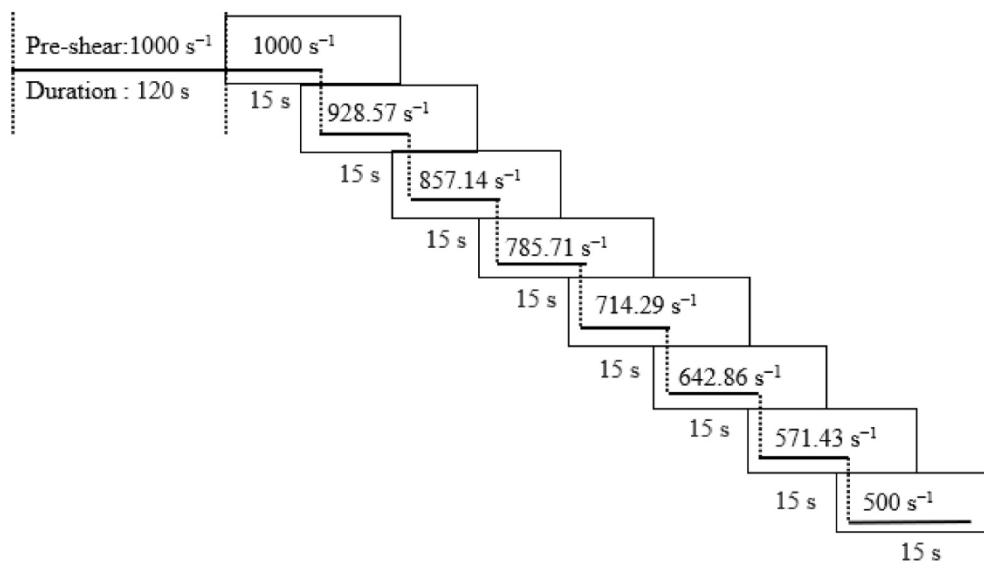 Pre-shear:1000 s⁻¹
1000 s⁻¹
Duration : 120 s
15 s
928.57 s⁻¹
15 s
857.14 s⁻¹
15 s
785.71 s⁻¹
15 s
714.29 s⁻¹
15 s
642.86 s⁻¹
15 s
571.43 s⁻¹
15 s
500 s⁻¹
15 s